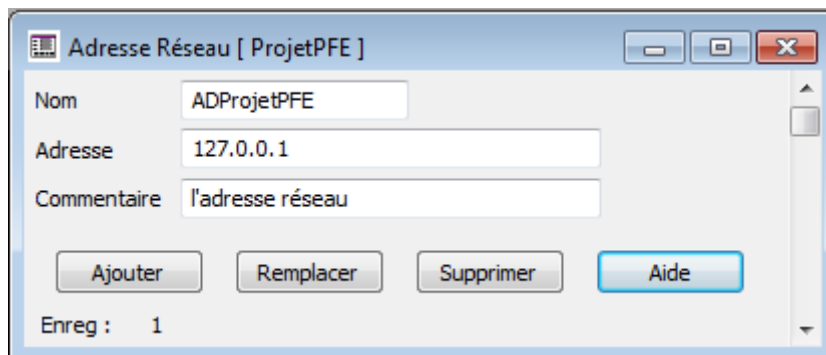 Adresse Réseau [ ProjetPFE ]
Nom ADProjetPFE
Adresse 127.0.0.1
Commentaire l'adresse réseau
Ajouter Remplacer Supprimer Aide
Enreg : 1